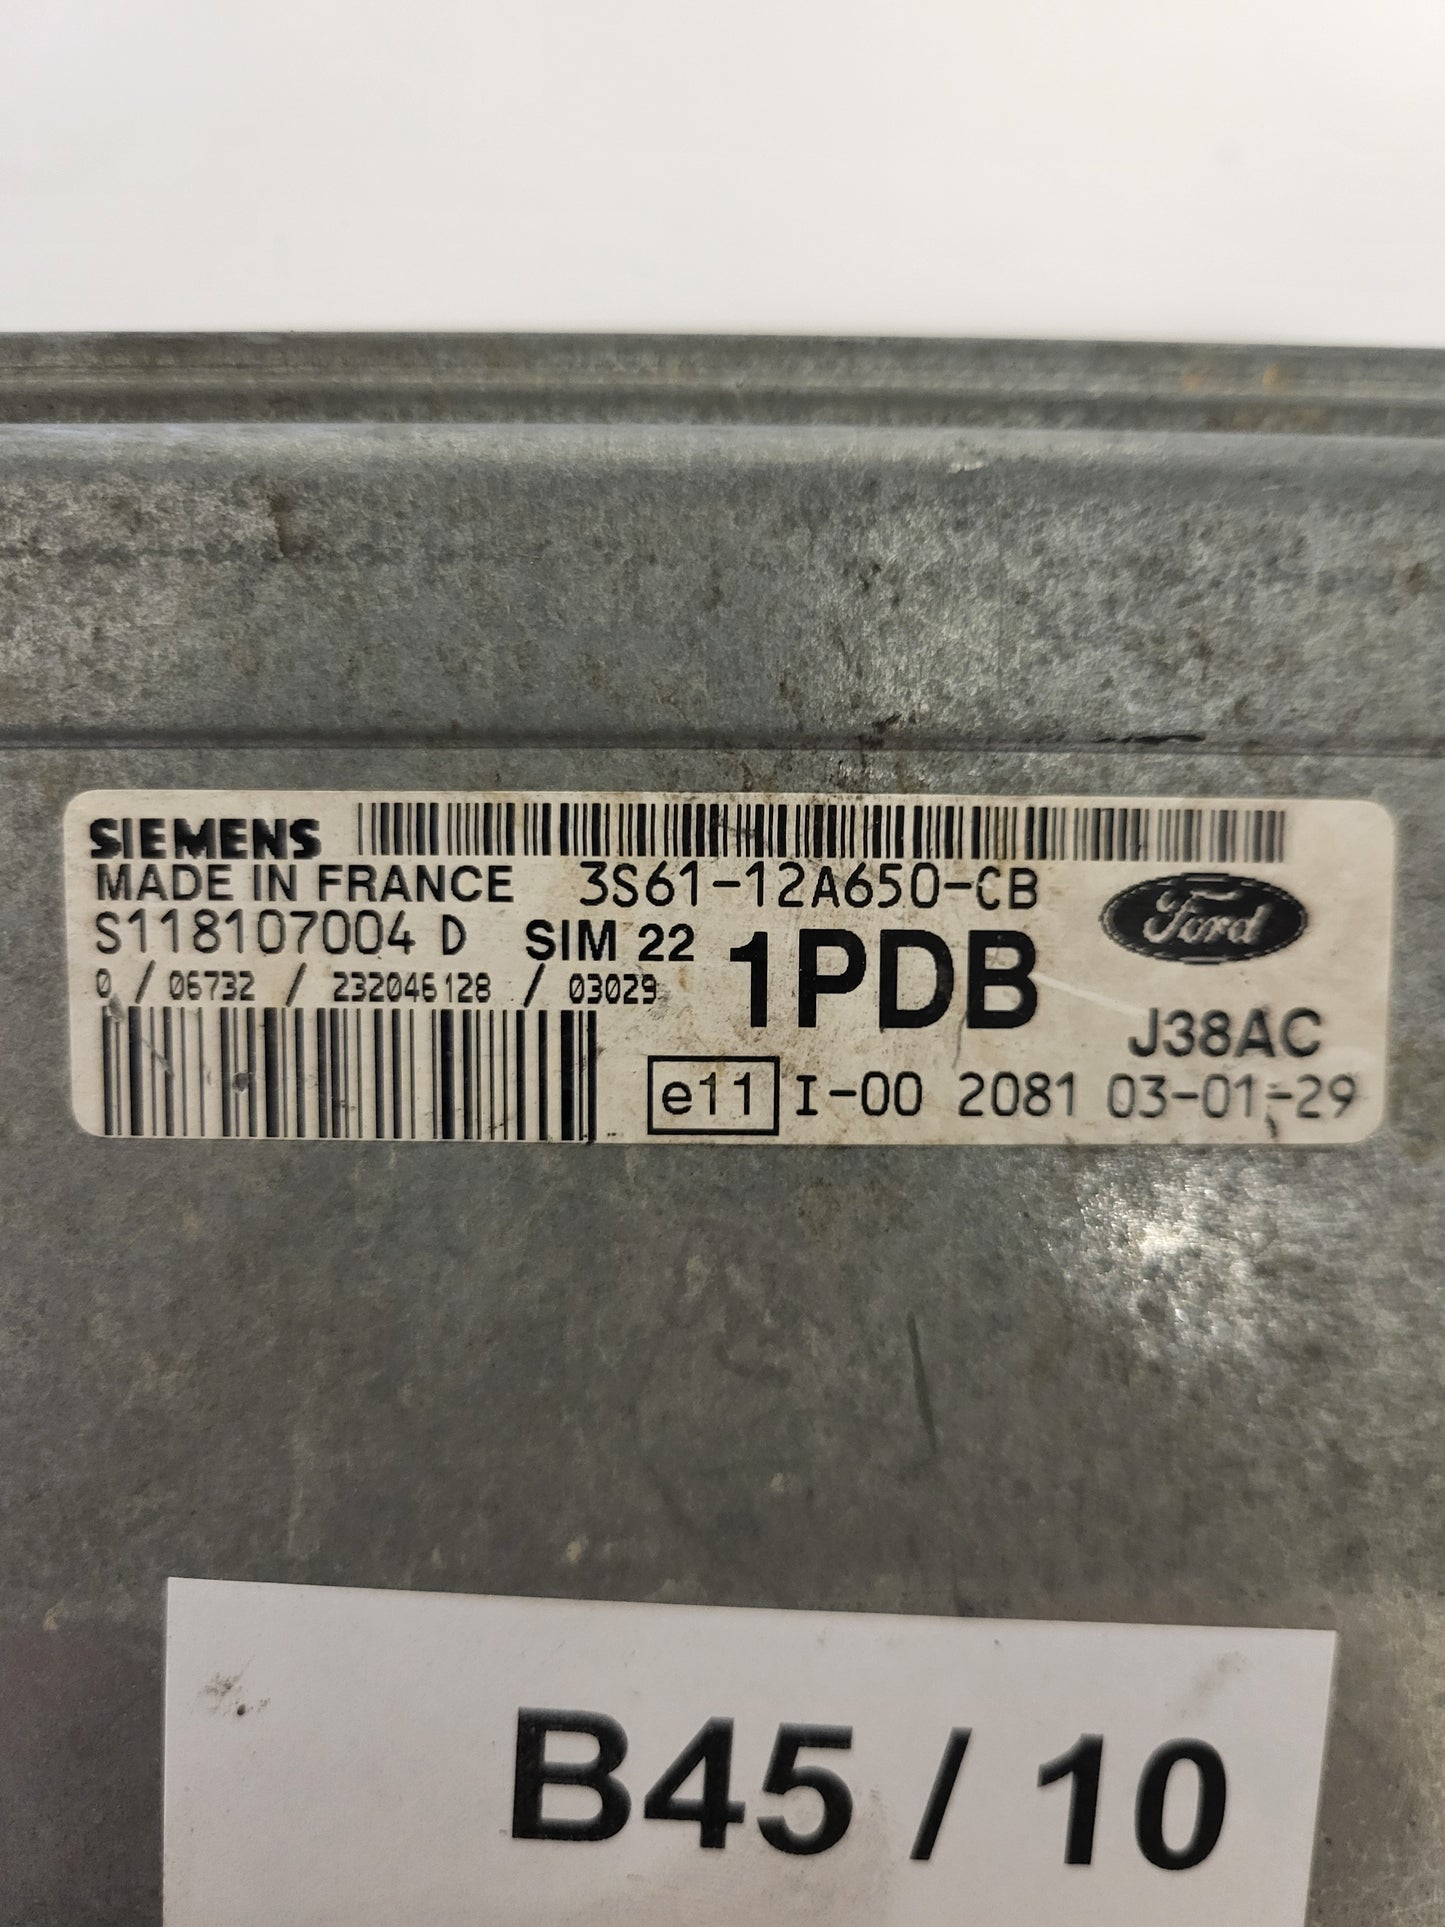 SIEMENS
MADE IN FRANCE 3S61-12A650-CB
Ford
S118107004 D SIM 22 1PDB
0 / 06732 / 232046128 / 03029
J38AC
e11 I-00 2081 03-01-29
B45 / 10